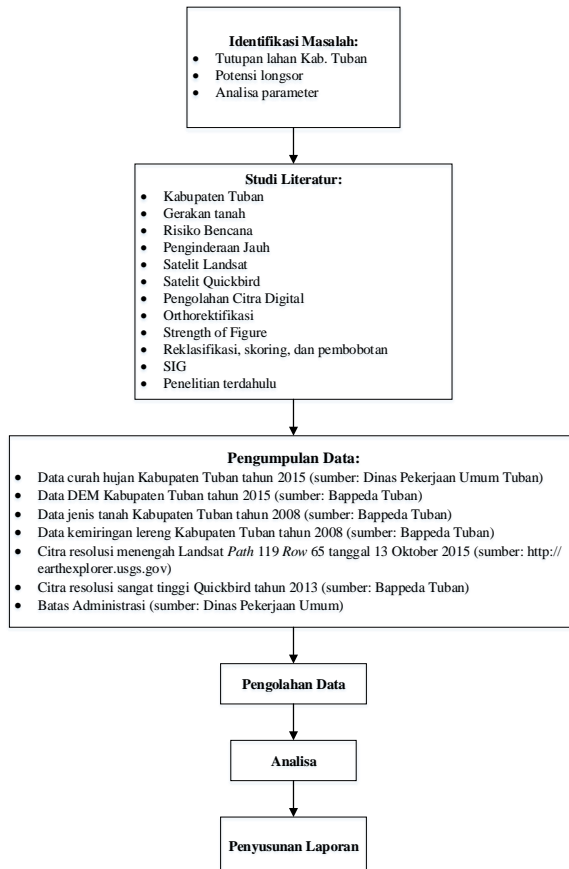 Identifikasi Masalah:
• Tutupan lahan Kab. Tuban
• Potensi longsor
• Analisa parameter
Studi Literatur:
• Kabupaten Tuban
• Gerakan tanah
• Risiko Bencana
• Penginderaan Jauh
• Satelit Landsat
• Satelit Quickbird
• Pengolahan Citra Digital
• Orthorektifikasi
• Strength of Figure
• Reklasifikasi, skoring, dan pembobotan
• SIG
• Penelitian terdahulu
Pengumpulan Data:
• Data curah hujan Kabupaten Tuban tahun 2015 (sumber: Dinas Pekerjaan Umum Tuban)
• Data DEM Kabupaten Tuban tahun 2015 (sumber: Bappeda Tuban)
• Data jenis tanah Kabupaten Tuban tahun 2008 (sumber: Bappeda Tuban)
• Data kemiringan lereng Kabupaten Tuban tahun 2008 (sumber: Bappeda Tuban)
• Citra resolusi menengah Landsat Path 119 Row 65 tanggal 13 Oktober 2015 (sumber: http://
earthexplorer.usgs.gov)
• Citra resolusi sangat tinggi Quickbird tahun 2013 (sumber: Bappeda Tuban)
• Batas Administrasi (sumber: Dinas Pekerjaan Umum)
Pengolahan Data
Analisa
Penyusunan Laporan